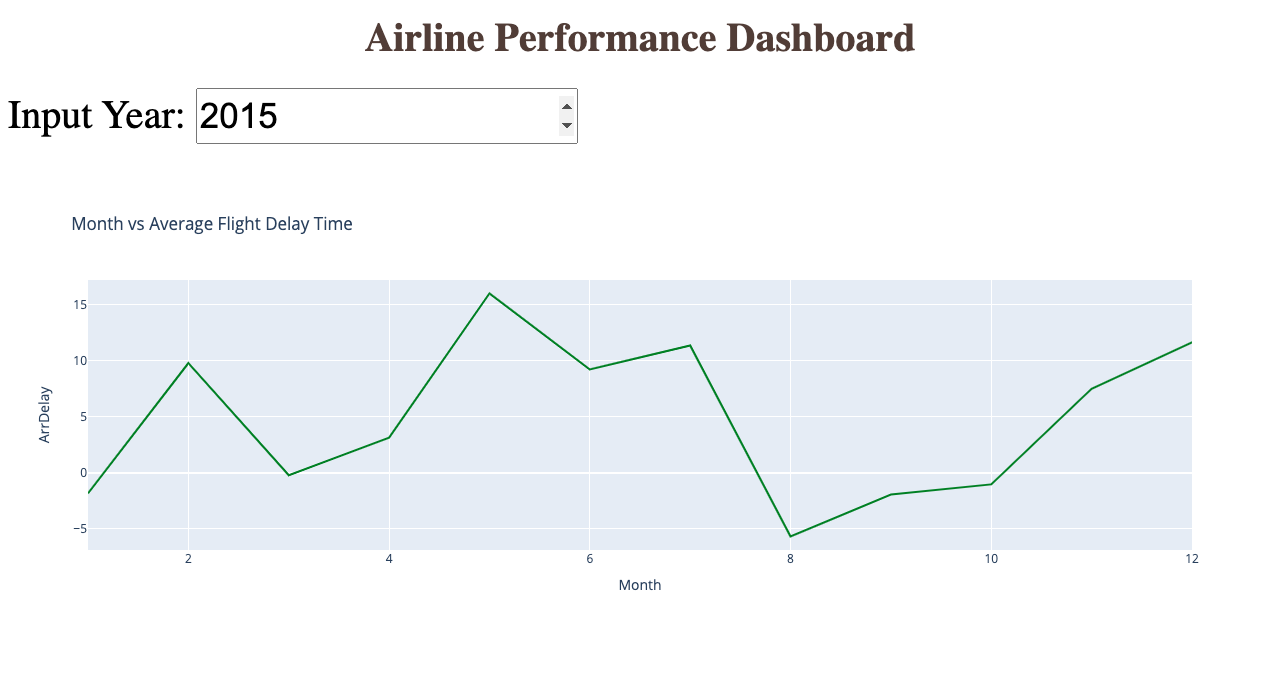 Airline Performance Dashboard
Input Year: 2015
Month vs Average Flight Delay Time
15
10
5
0
−5
ArrDelay
2 4 6 8 10 12
Month